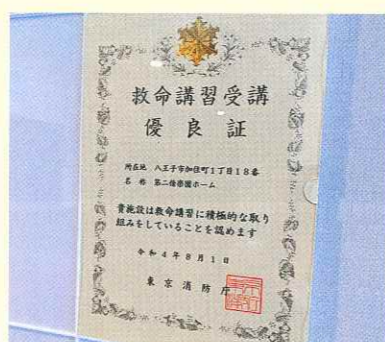 救命講習受講
優良証
所在地 八王子市加住町1丁目18番
名 称 第二偕楽園ホーム
貴施設は救命講習に積極的な取り
組みをしていることを認めます
令和4年8月1日
東京消防庁